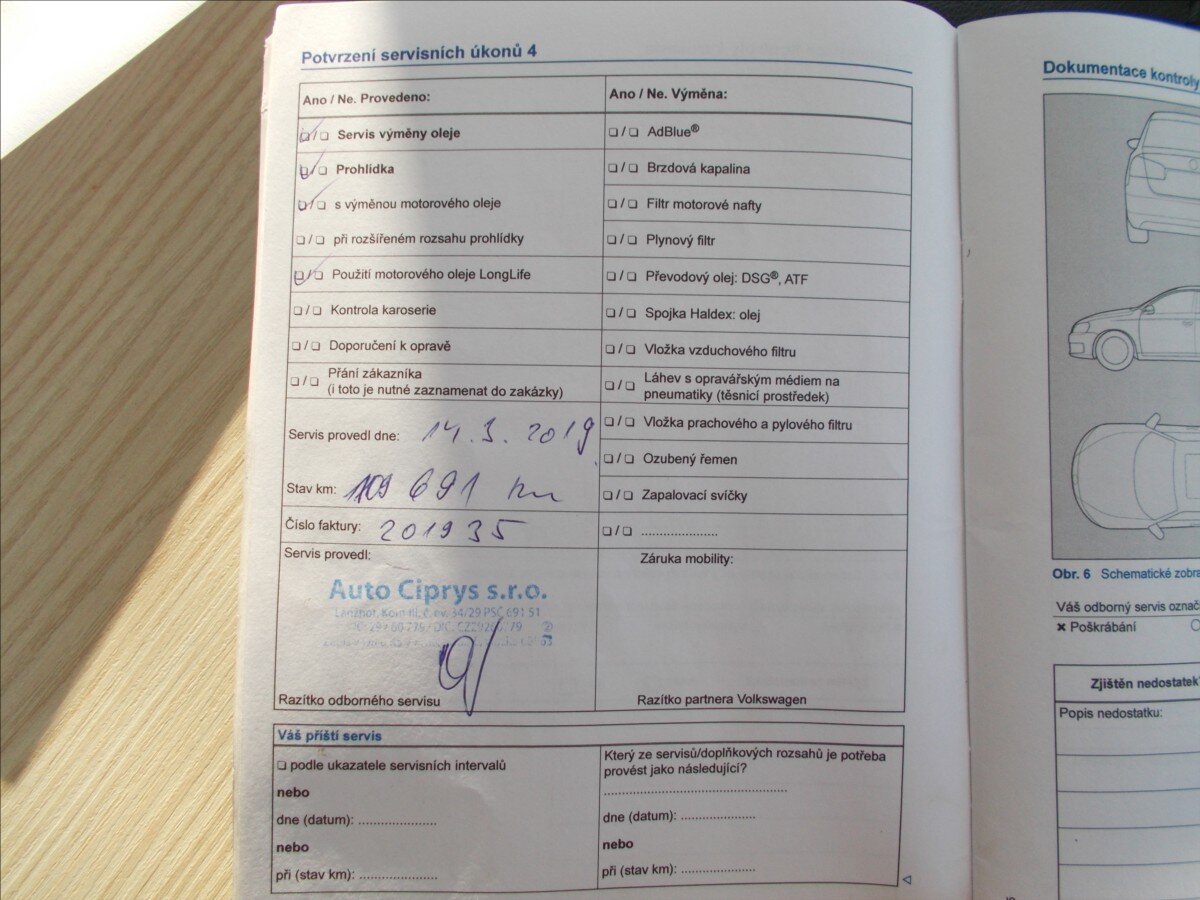 Potvrzení servisních úkonů 4
Ano / Ne. Provedeno:
❏ / ❏ Servis výměny oleje
❏ / ❏ Prohlídka
❏ / ❏ s výměnou motorového oleje
❏ / ❏ při rozšířeném rozsahu prohlídky
❏ / ❏ Použití motorového oleje LongLife
❏ / ❏ Kontrola karoserie
❏ / ❏ Doporučení k opravě
❏ / ❏ Přání zákazníka
(i toto je nutné zaznamenat do zakázky)
Servis provedl dne: 14.3.2019
Stav km: 109 691 km
Číslo faktury: 201935
Servis provedl:
Auto Ciprys s.r.o.
Lanžhot, 34/29 PSČ 691 51
Razítko odborného servisu
Ano / Ne. Výměna:
❏ / ❏ AdBlue®
❏ / ❏ Brzdová kapalina
❏ / ❏ Filtr motorové nafty
❏ / ❏ Plynový filtr
❏ / ❏ Převodový olej: DSG®, ATF
❏ / ❏ Spojka Haldex: olej
❏ / ❏ Vložka vzduchového filtru
❏ / ❏ Láhev s opravářským médiem na
pneumatiky (těsnicí prostředek)
❏ / ❏ Vložka prachového a pylového filtru
❏ / ❏ Ozubený řemen
❏ / ❏ Zapalovací svíčky
❏ / ❏ .....................
Záruka mobility:
Razítko partnera Volkswagen
Váš příští servis
❏ podle ukazatele servisních intervalů
nebo
dne (datum): .....................
nebo
při (stav km): .....................
Který ze servisů/doplňkových rozsahů je potřeba
provést jako následující?
..................................................
dne (datum): .....................
nebo
při (stav km): .....................
Dokumentace kontroly
Obr. 6 Schematické
Váš odborný servis
✖ Poškrábání
Zjištěn nedostatek?
Popis nedostatku: